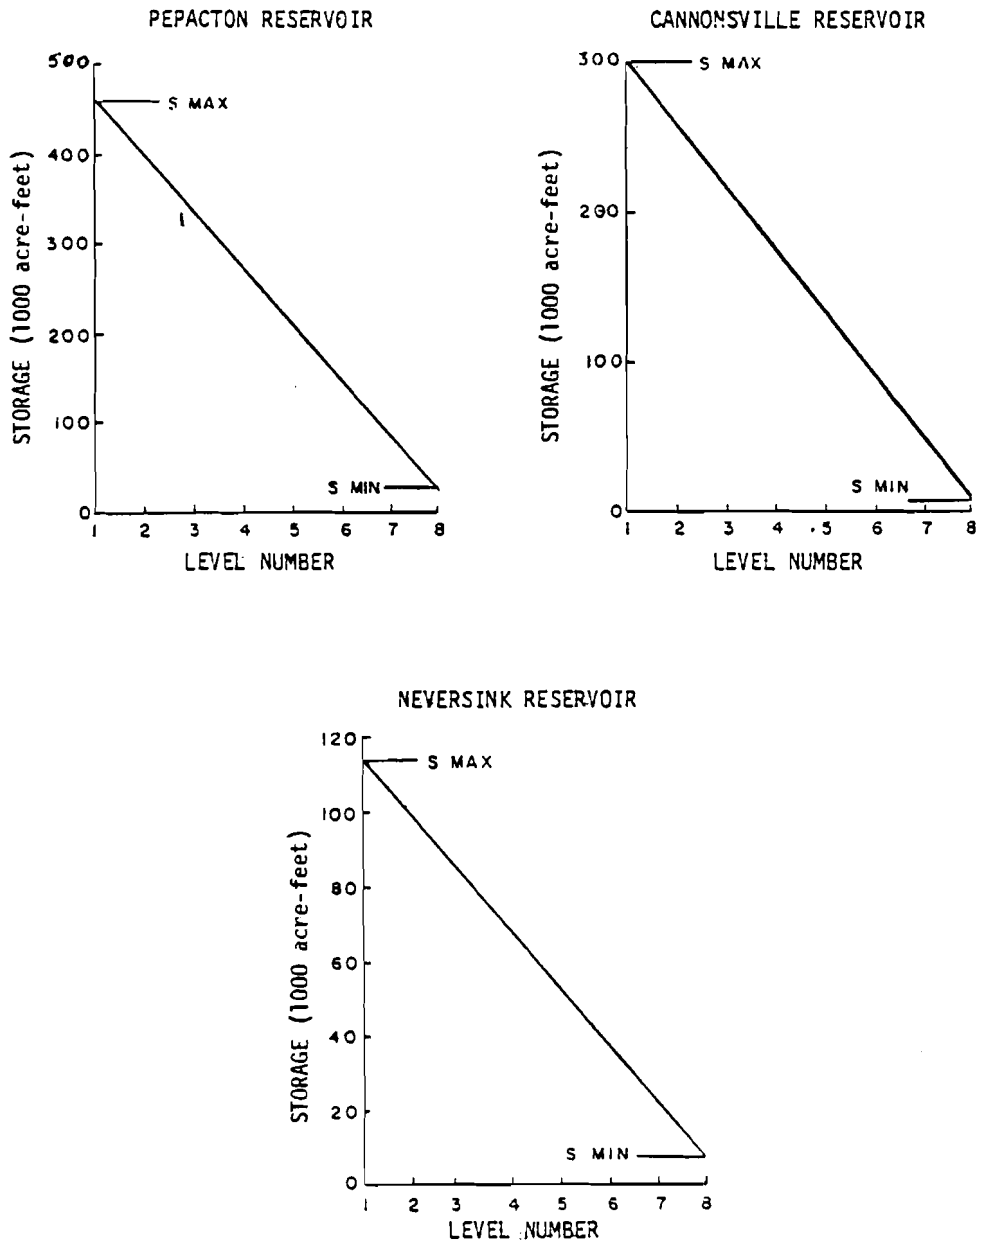 PEPACTON RESERVOIR
500
400
300
200
100
0
STORAGE (1000 acre-feet)
S MAX
S MIN
1 2 3 4 5 6 7 8
LEVEL NUMBER
CANNONSVILLE RESERVOIR
300
200
100
0
STORAGE (1000 acre-feet)
S MAX
S MIN
1 2 3 4 .5 6 7 8
LEVEL NUMBER
NEVERSINK RESERVOIR
120
100
80
60
40
20
0
STORAGE (1000 acre-feet)
S MAX
S MIN
1 2 3 4 5 6 7 8
LEVEL NUMBER